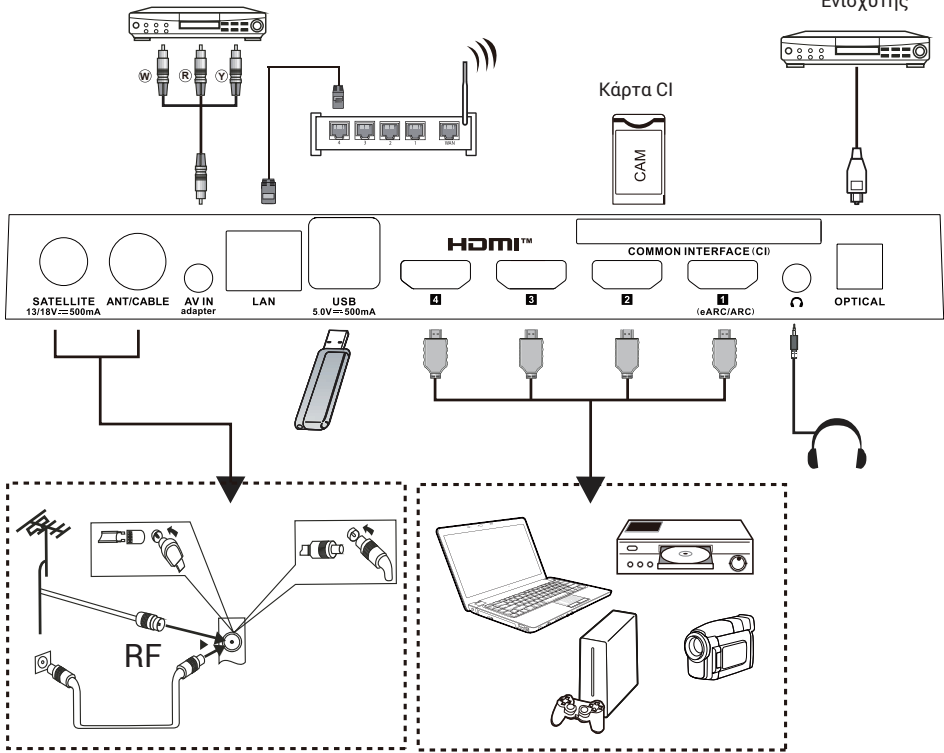 Ενισχυτής
W R Y
Κάρτα CI
4 3 2 1 WAN
CAM
HDMI™
COMMON INTERFACE (CI)
4 3 2 1
SATELLITE ANT/CABLE AV IN LAN USB (eARC/ARC) OPTICAL
13/18V⎓500mA adapter 5.0V⎓500mA
RF